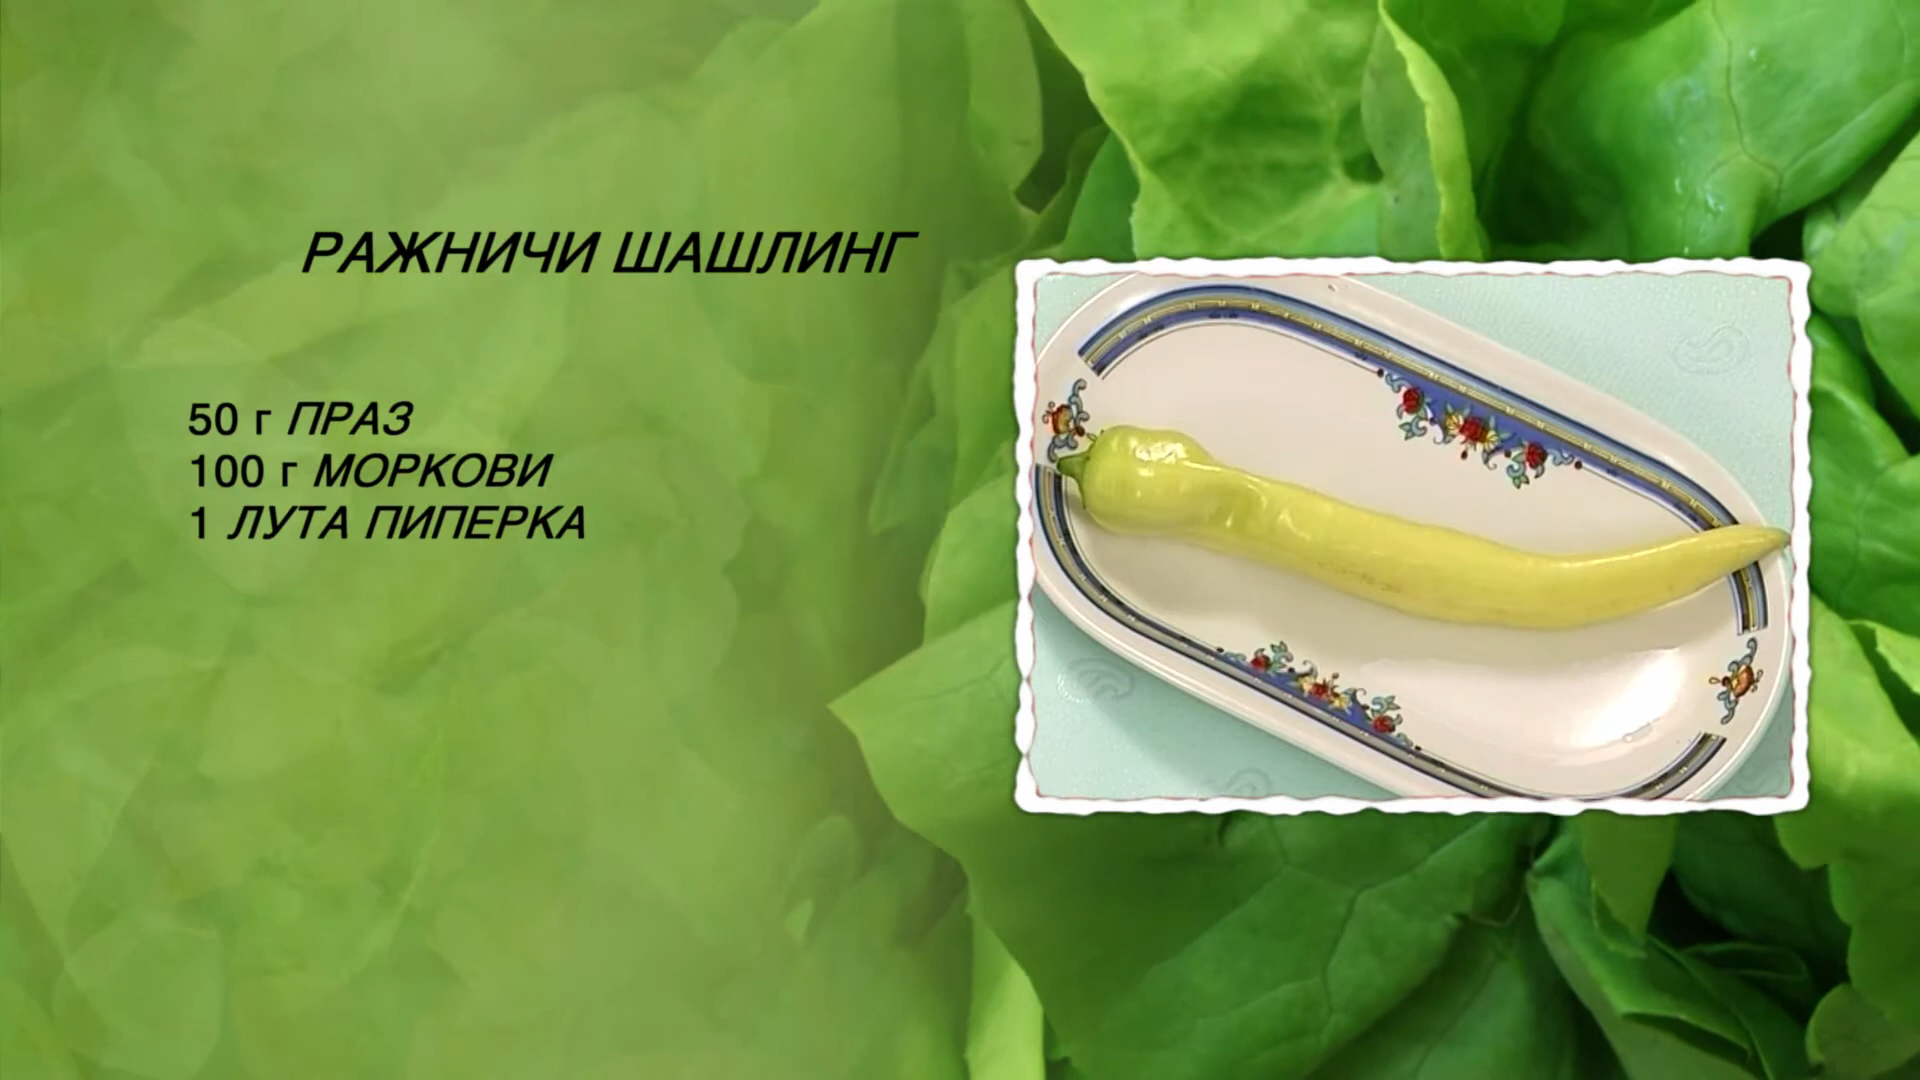 РАЖНИЧИ ШАШЛИНГ
50 г ПРАЗ
100 г МОРКОВИ
1 ЛУТА ПИПЕРКА